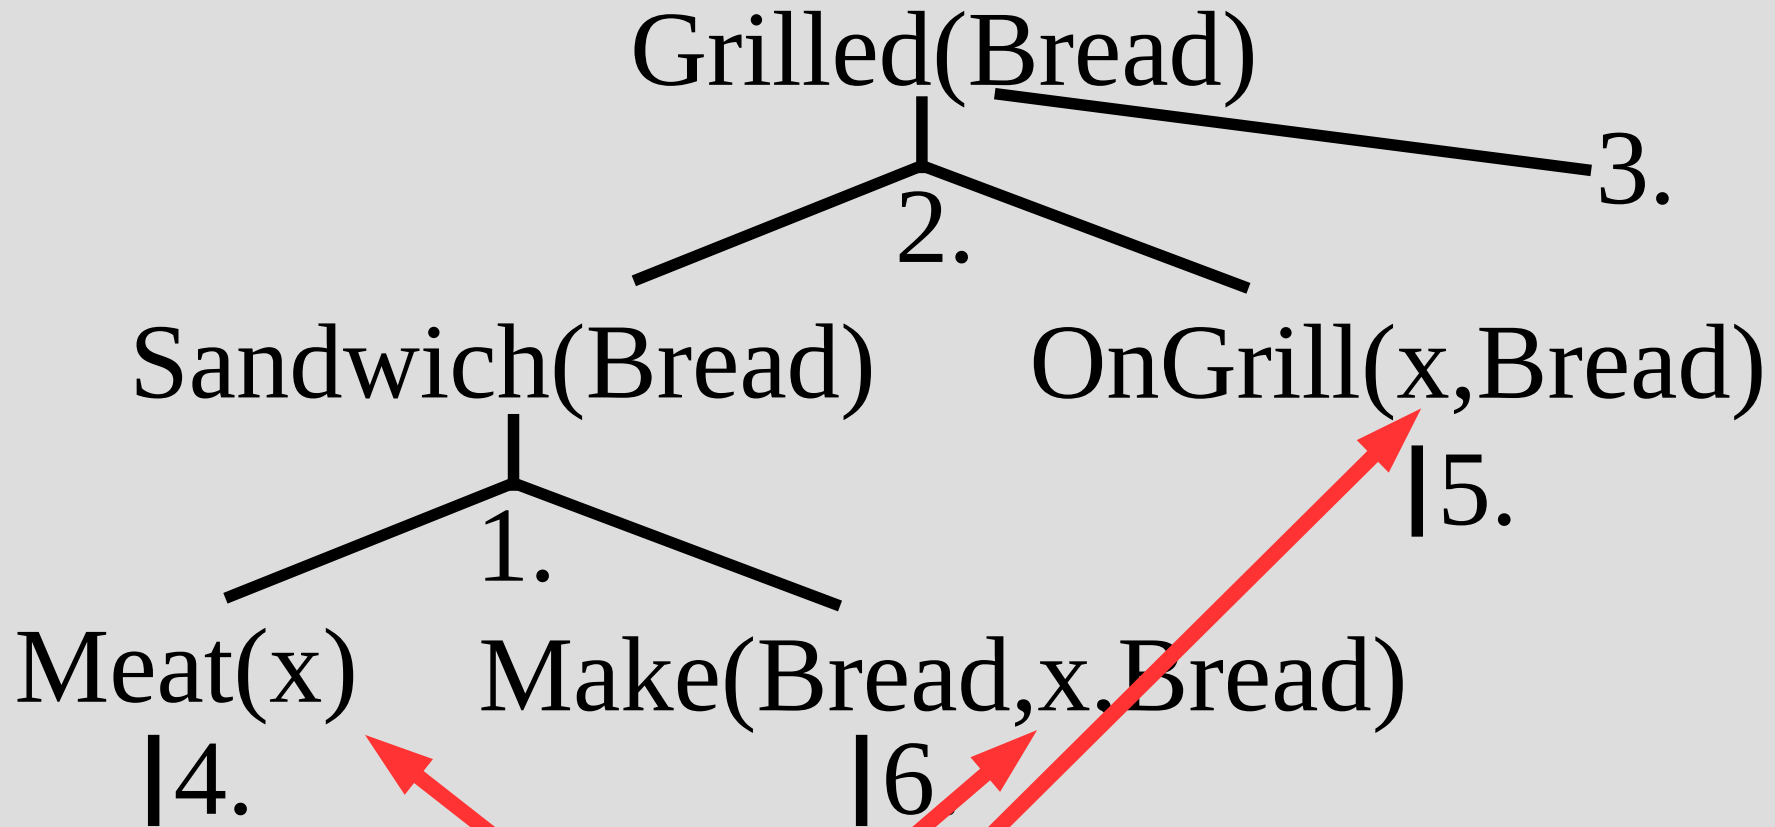 Grilled(Bread)
3.
2.
Sandwich(Bread) OnGrill(x,Bread)
5.
1.
Meat(x) Make(Bread,x,Bread)
4. 6.